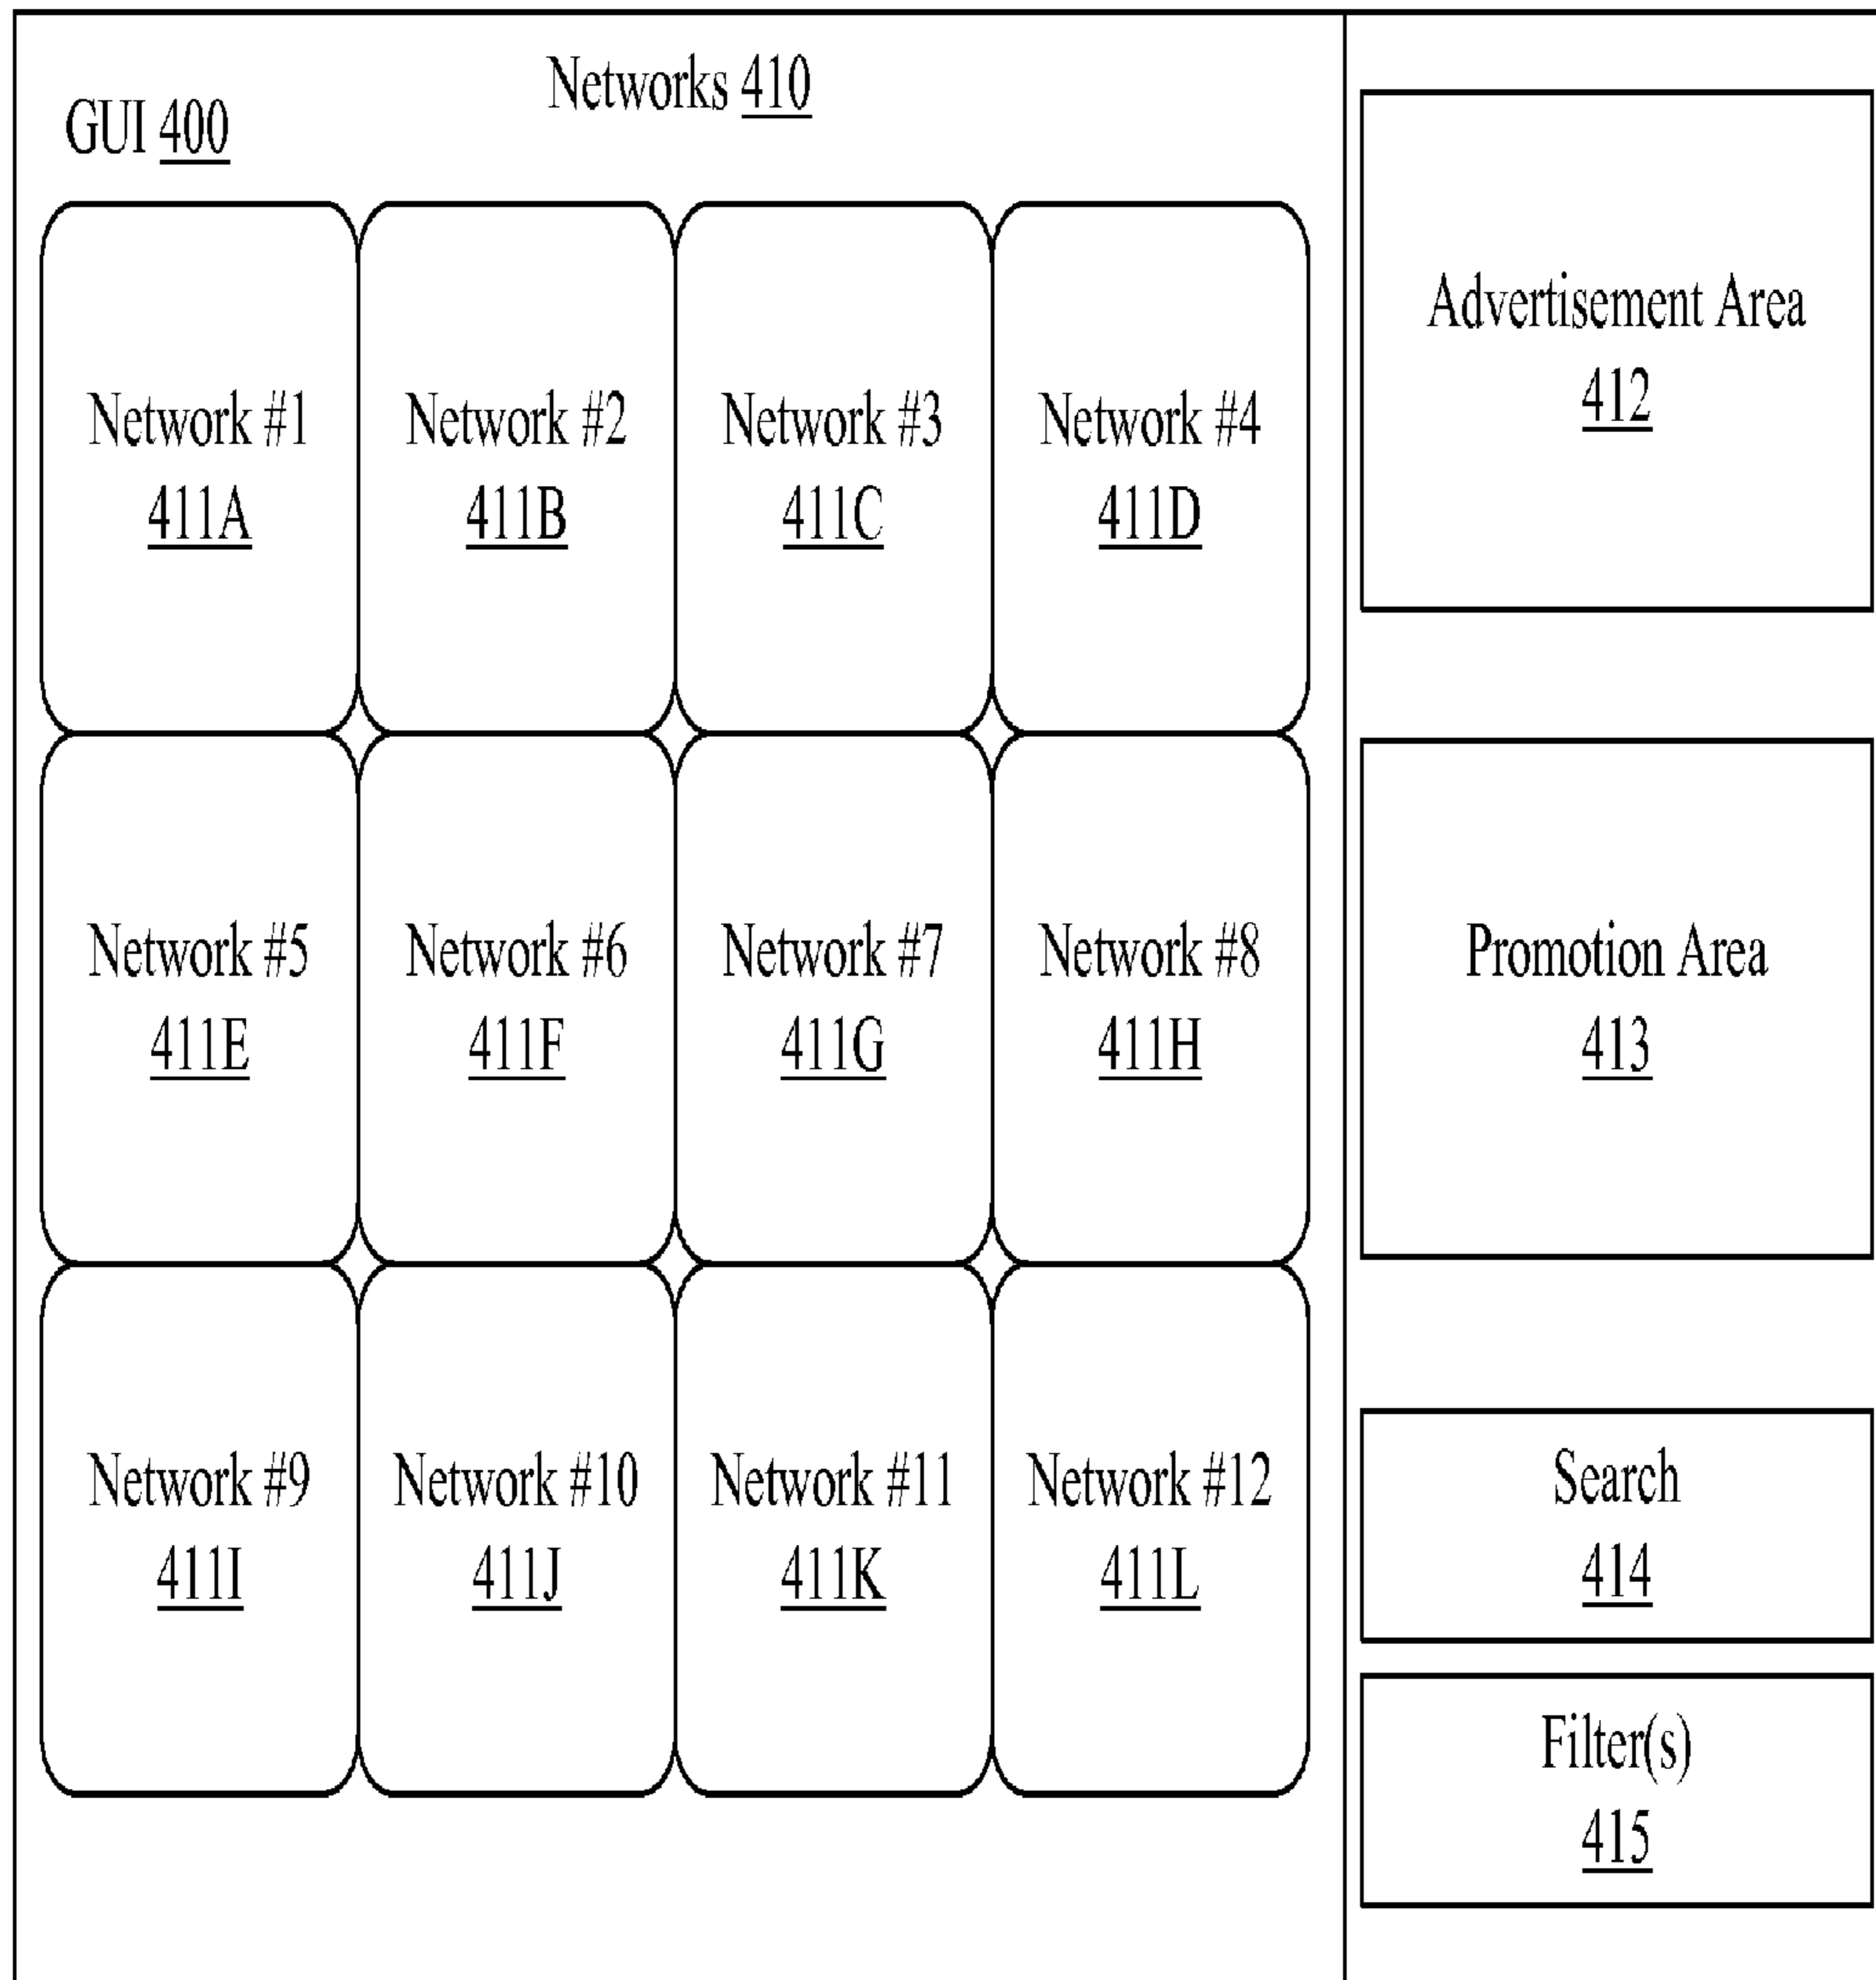 Networks 410
GUI 400
Network #1
411A
Network #2
411B
Network #3
411C
Network #4
411D
Network #5
411E
Network #6
411F
Network #7
411G
Network #8
411H
Network #9
411I
Network #10
411J
Network #11
411K
Network #12
411L
Advertisement Area
412
Promotion Area
413
Search
414
Filter(s)
415